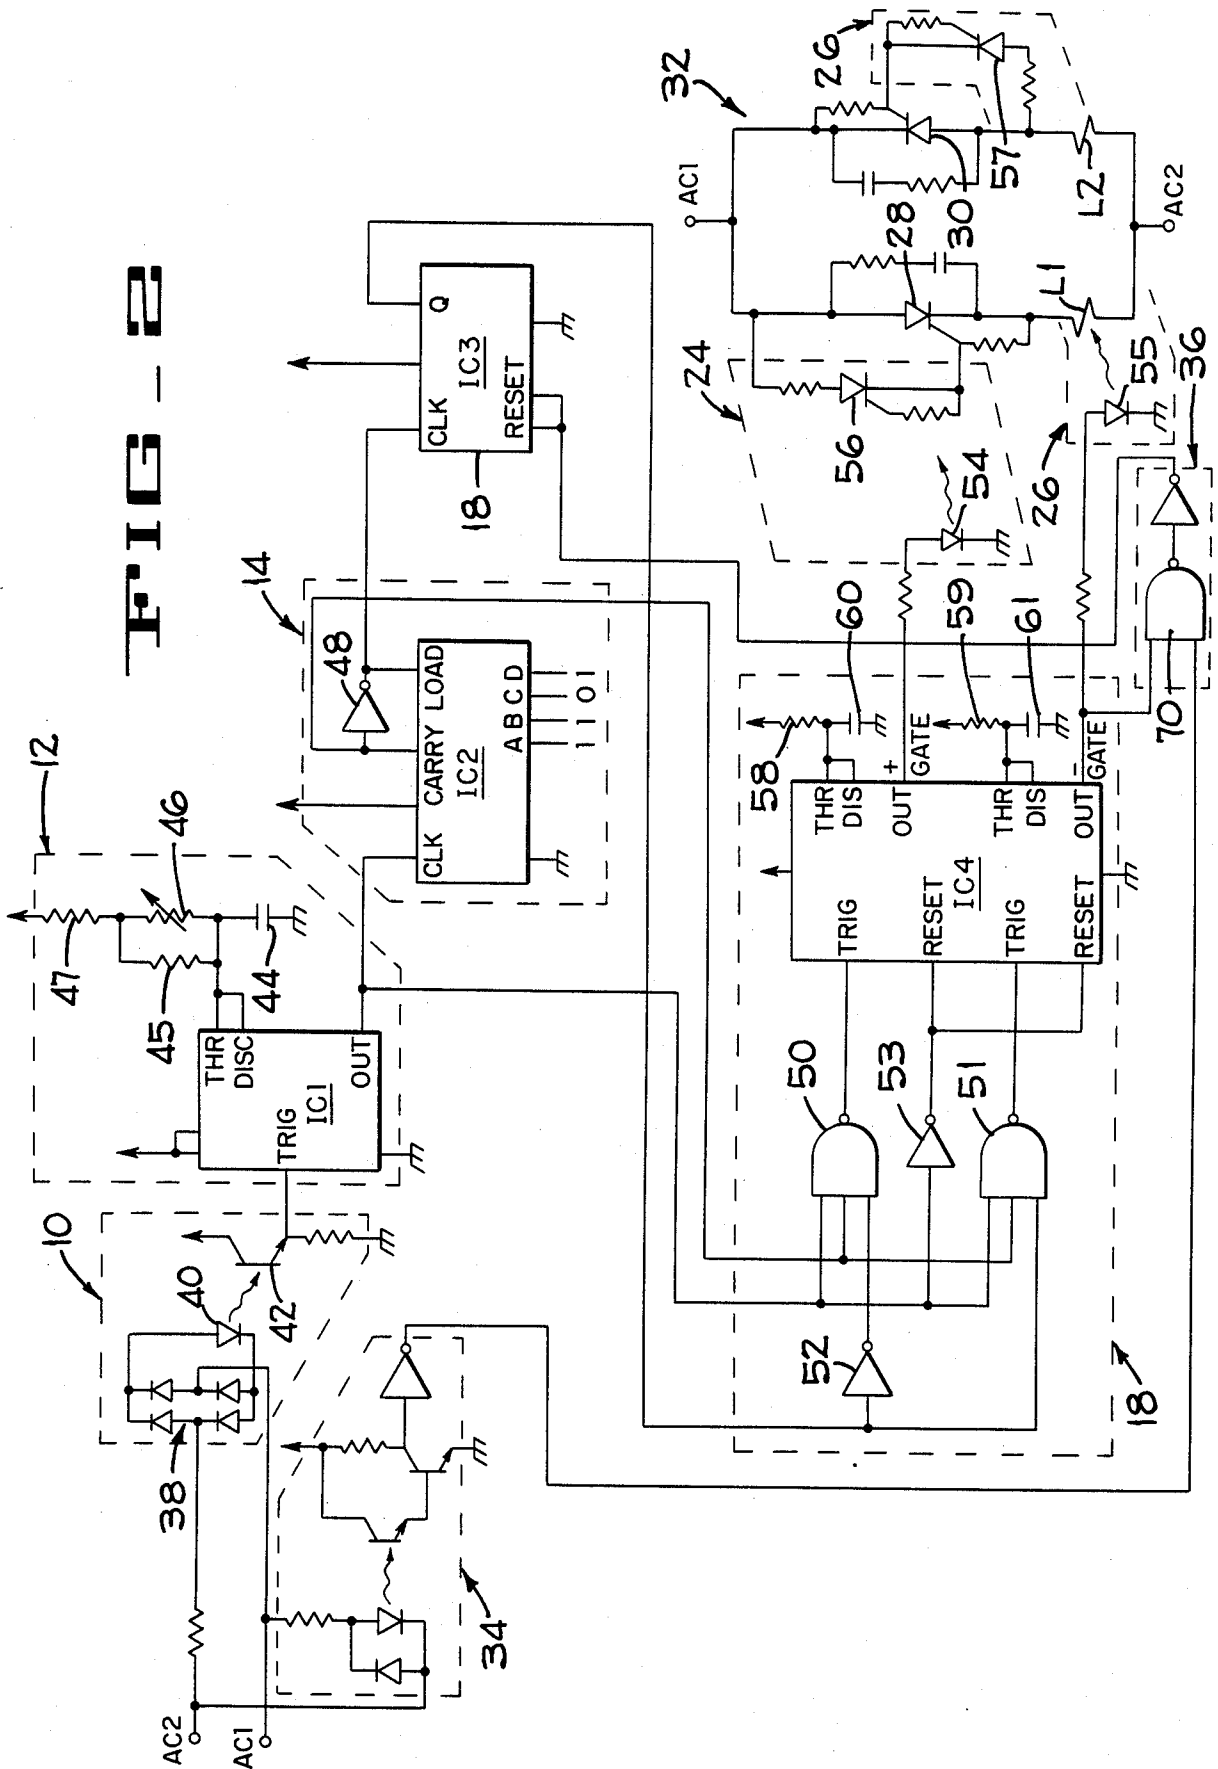 FIG - 2
12
47
46
45
44
THR
DISC
OUT
TRIG
IC1
10
40
42
38
34
AC2
AC1
14
48
CLK
CARRY
LOAD
IC2
A B C D
1 1 0 1
CLK
Q
IC3
RESET
18
32
AC1
26
28
30
57
L2
L1
AC2
24
56
54
26
55
36
70
58
60
59
61
THR
DIS
+
OUT
GATE
THR
DIS
-
OUT
GATE
TRIG
RESET
IC4
TRIG
RESET
50
53
51
52
18